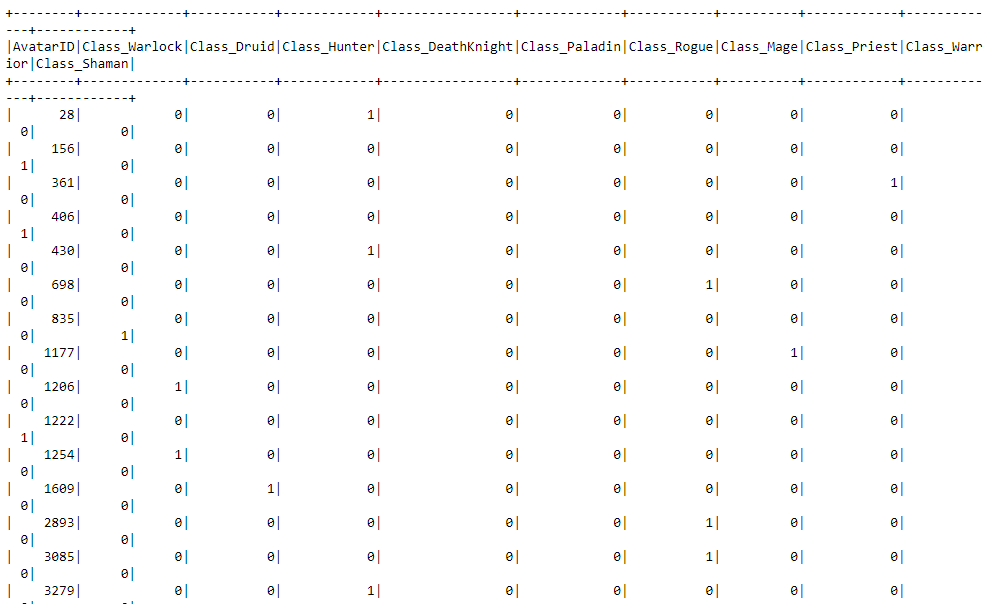 +--------+-------------+-----------+------------+-----------------+-------------+-----------+----------+------------+----------
---+------------+
|AvatarID|Class_Warlock|Class_Druid|Class_Hunter|Class_DeathKnight|Class_Paladin|Class_Rogue|Class_Mage|Class_Priest|Class_Warr
ior|Class_Shaman|
+--------+-------------+-----------+------------+-----------------+-------------+-----------+----------+------------+----------
---+------------+
|      28|            0|          0|           1|                0|            0|          0|         0|           0|
  0|           0|
|     156|            0|          0|           0|                0|            0|          0|         0|           0|
  1|           0|
|     361|            0|          0|           0|                0|            0|          0|         0|           1|
  0|           0|
|     406|            0|          0|           0|                0|            0|          0|         0|           0|
  1|           0|
|     430|            0|          0|           1|                0|            0|          0|         0|           0|
  0|           0|
|     698|            0|          0|           0|                0|            0|          1|         0|           0|
  0|           0|
|     835|            0|          0|           0|                0|            0|          0|         0|           0|
  0|           1|
|    1177|            0|          0|           0|                0|            0|          0|         1|           0|
  0|           0|
|    1206|            1|          0|           0|                0|            0|          0|         0|           0|
  0|           0|
|    1222|            0|          0|           0|                0|            0|          0|         0|           0|
  1|           0|
|    1254|            1|          0|           0|                0|            0|          0|         0|           0|
  0|           0|
|    1609|            0|          1|           0|                0|            0|          0|         0|           0|
  0|           0|
|    2893|            0|          0|           0|                0|            0|          1|         0|           0|
  0|           0|
|    3085|            0|          0|           0|                0|            0|          1|         0|           0|
  0|           0|
|    3279|            0|          0|           1|                0|            0|          0|         0|           0|